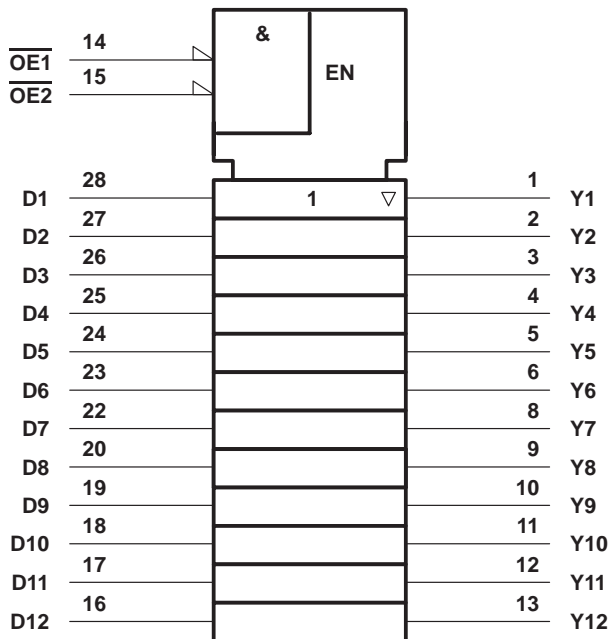 &
OE1 14
EN
OE2 15
D1 28 1 ▽ 1 Y1
D2 27 2 Y2
D3 26 3 Y3
D4 25 4 Y4
D5 24 5 Y5
D6 23 6 Y6
D7 22 8 Y7
D8 20 9 Y8
D9 19 10 Y9
D10 18 11 Y10
D11 17 12 Y11
D12 16 13 Y12